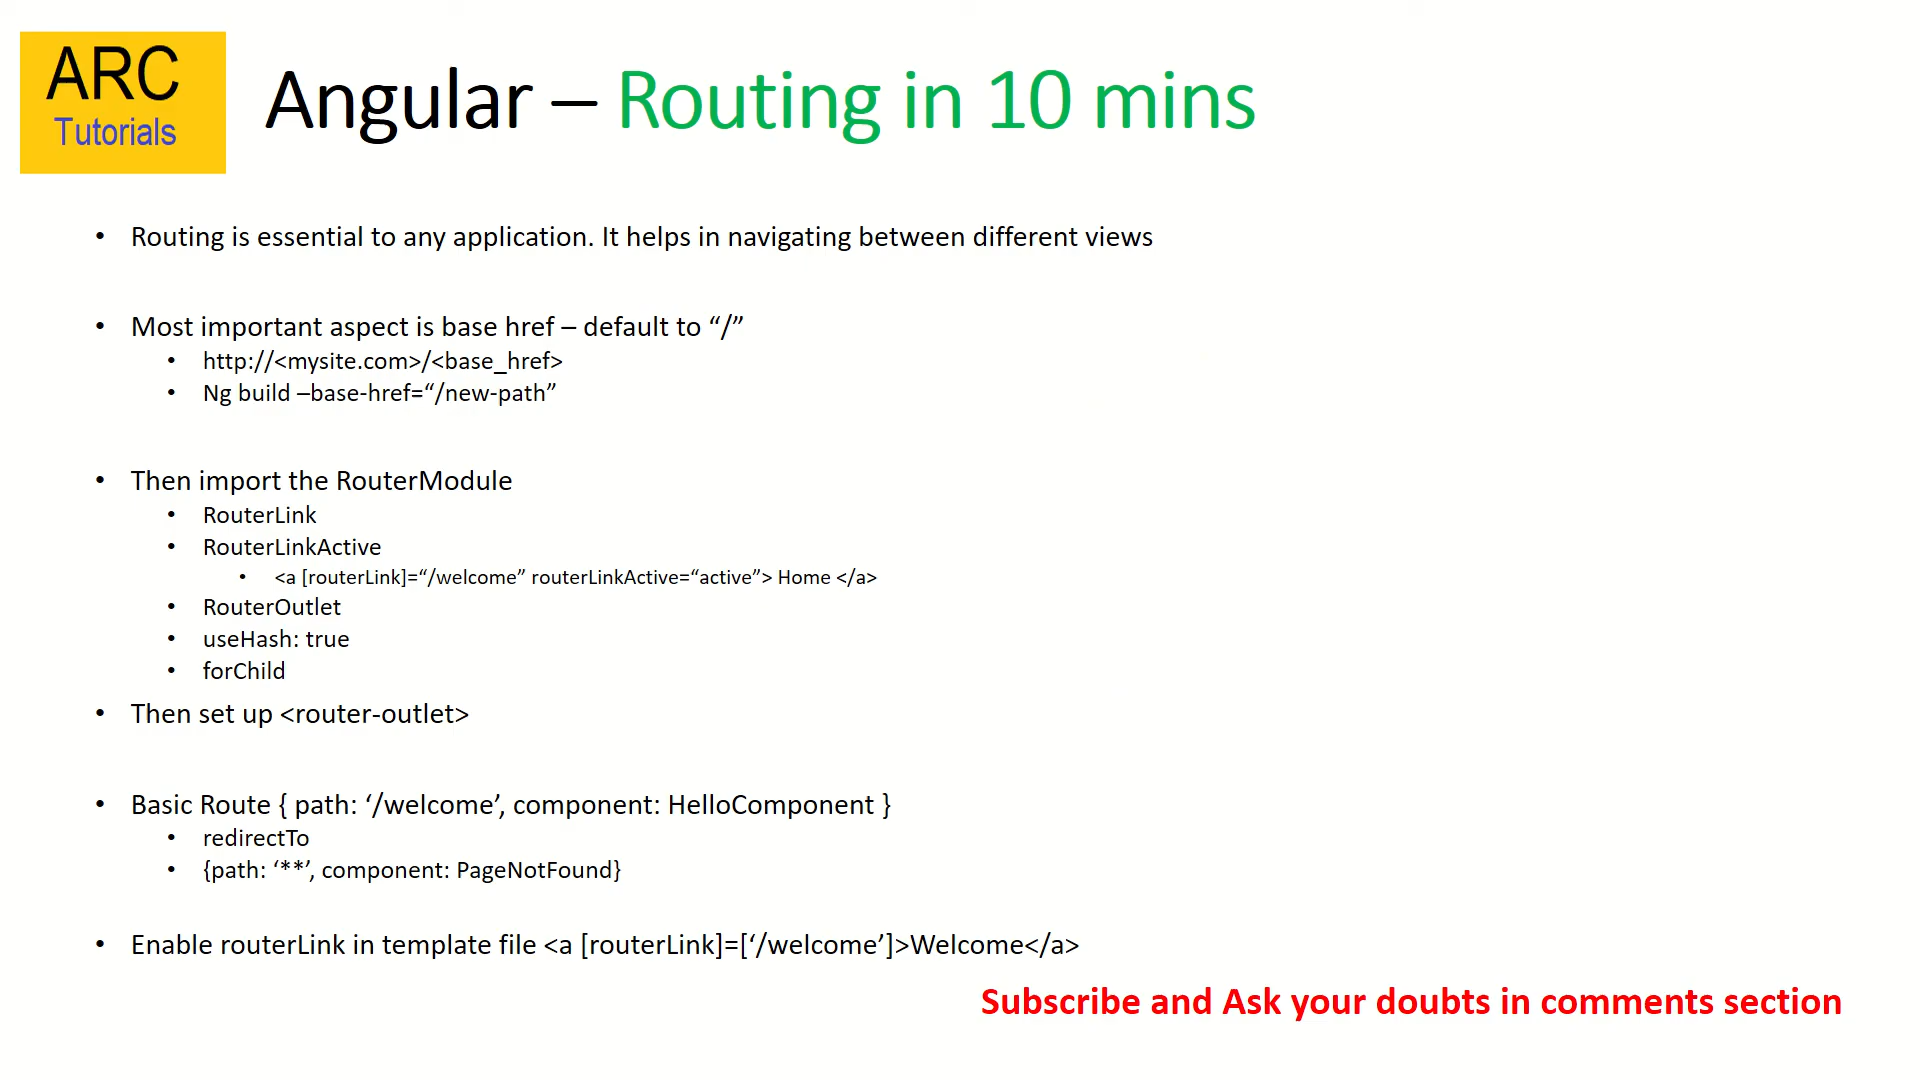 ARC
Tutorials
Angular – Routing in 10 mins
• Routing is essential to any application. It helps in navigating between different views
• Most important aspect is base href – default to “/”
• http://<mysite.com>/<base_href>
• Ng build –base-href=“/new-path”
• Then import the RouterModule
• RouterLink
• RouterLinkActive
• <a [routerLink]=“/welcome” routerLinkActive=“active”> Home </a>
• RouterOutlet
• useHash: true
• forChild
• Then set up <router-outlet>
• Basic Route { path: ‘/welcome’, component: HelloComponent }
• redirectTo
• {path: ‘**’, component: PageNotFound}
• Enable routerLink in template file <a [routerLink]=[‘/welcome’]>Welcome</a>
Subscribe and Ask your doubts in comments section